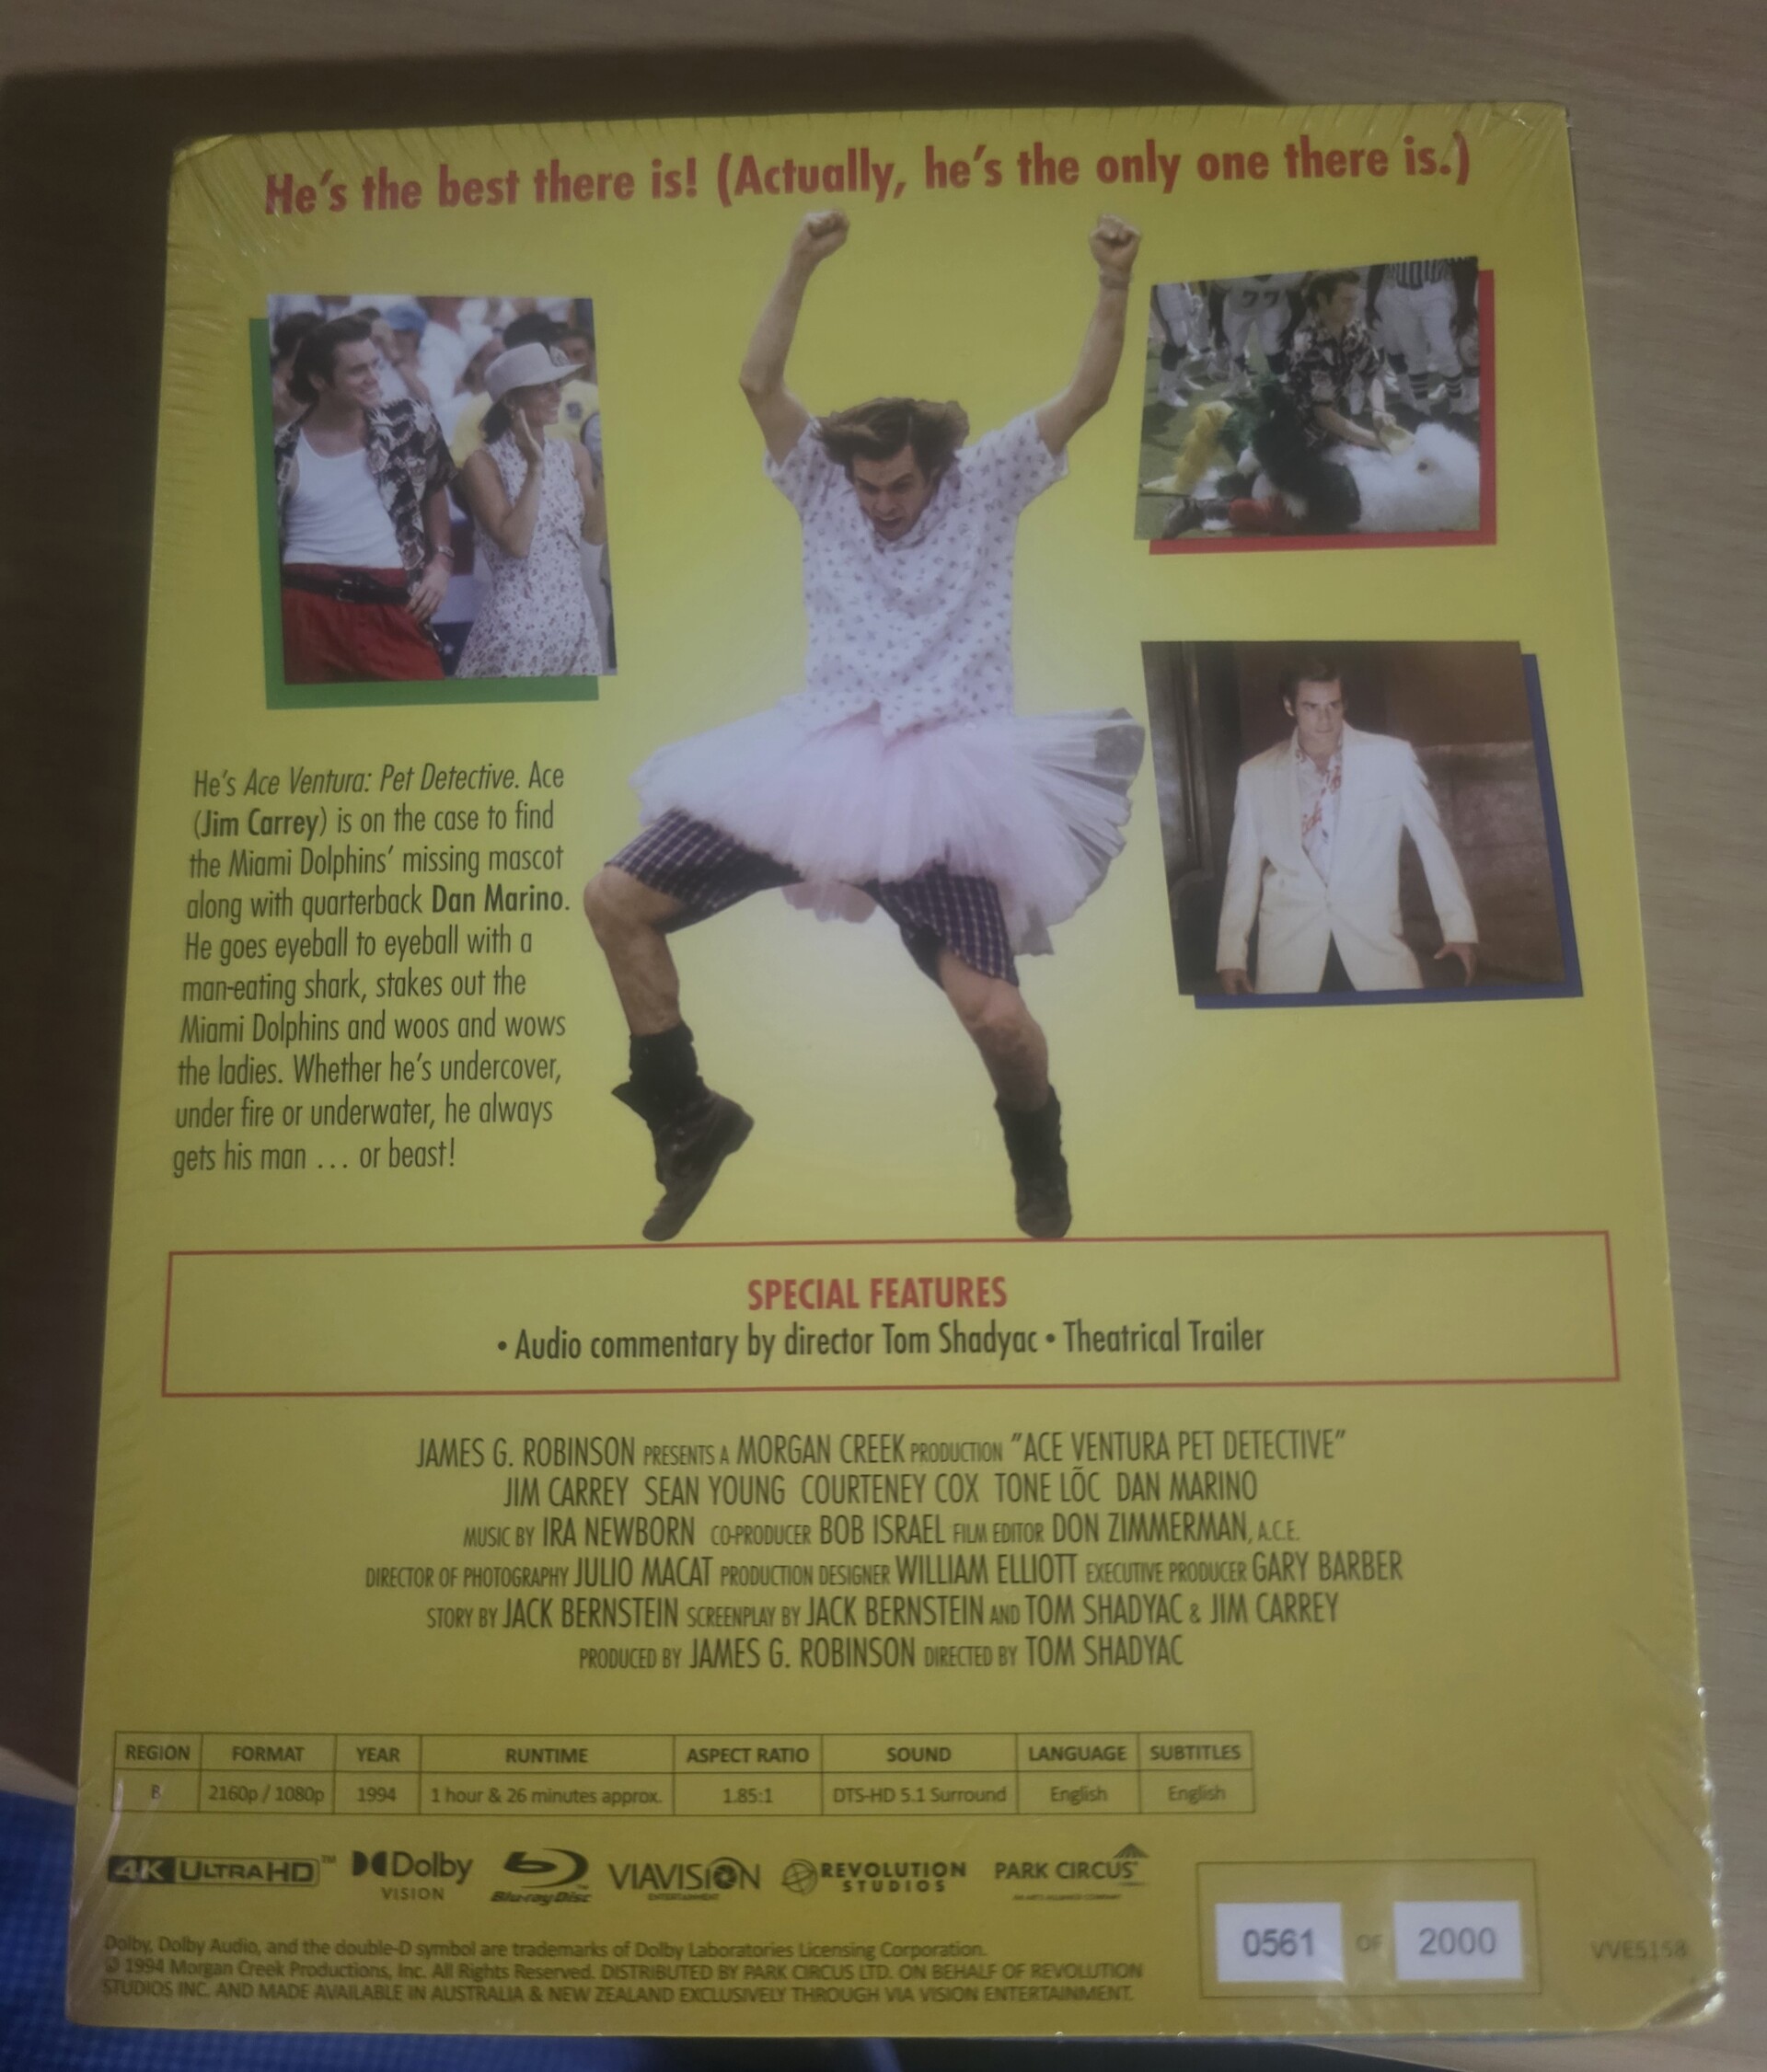 He's the best there is! (Actually, he's the only one there is.)
He's Ace Ventura: Pet Detective. Ace
(Jim Carrey) is on the case to find
the Miami Dolphins' missing mascot
along with quarterback Dan Marino.
He goes eyeball to eyeball with a
man-eating shark, stakes out the
Miami Dolphins and woos and wows
the ladies. Whether he's undercover,
under fire or underwater, he always
gets his man ... or beast!
SPECIAL FEATURES
• Audio commentary by director Tom Shadyac • Theatrical Trailer
JAMES G. ROBINSON PRESENTS A MORGAN CREEK PRODUCTION "ACE VENTURA PET DETECTIVE"
JIM CARREY SEAN YOUNG COURTENEY COX TONE LŌC DAN MARINO
MUSIC BY IRA NEWBORN CO-PRODUCER BOB ISRAEL FILM EDITOR DON ZIMMERMAN, A.C.E.
DIRECTOR OF PHOTOGRAPHY JULIO MACAT PRODUCTION DESIGNER WILLIAM ELLIOTT EXECUTIVE PRODUCER GARY BARBER
STORY BY JACK BERNSTEIN SCREENPLAY BY JACK BERNSTEIN AND TOM SHADYAC & JIM CARREY
PRODUCED BY JAMES G. ROBINSON DIRECTED BY TOM SHADYAC
REGION FORMAT YEAR RUNTIME ASPECT RATIO SOUND LANGUAGE SUBTITLES
B 2160p / 1080p 1994 1 hour & 26 minutes approx. 1.85:1 DTS-HD 5.1 Surround English English
4K ULTRA HD™ Dolby VISION Blu-ray Disc VIAVISION ENTERTAINMENT REVOLUTION STUDIOS PARK CIRCUS
Dolby, Dolby Audio, and the double-D symbol are trademarks of Dolby Laboratories Licensing Corporation.
© 1994 Morgan Creek Productions, Inc. All Rights Reserved. DISTRIBUTED BY PARK CIRCUS LTD. ON BEHALF OF REVOLUTION
STUDIOS INC. AND MADE AVAILABLE IN AUSTRALIA & NEW ZEALAND EXCLUSIVELY THROUGH VIA VISION ENTERTAINMENT.
0561 OF 2000
VVE5158